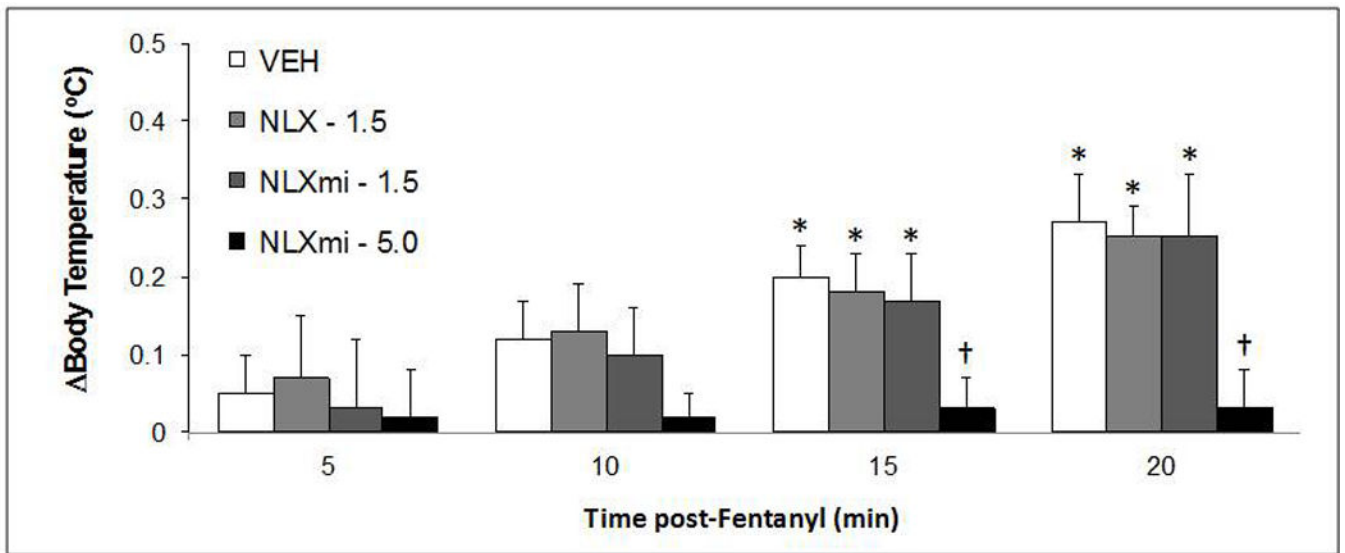 ΔBody Temperature (ºC)
0.5
0.4
0.3
0.2
0.1
0
VEH
NLX - 1.5
NLXmi - 1.5
NLXmi - 5.0
* * * †
* * * †
5 10 15 20
Time post-Fentanyl (min)